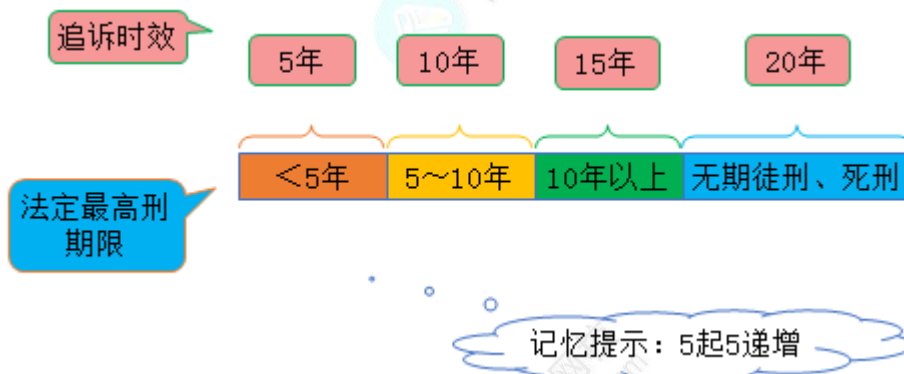 追诉时效
5年
10年
15年
20年
<5年
5~10年
10年以上
无期徒刑、死刑
法定最高刑
期限
记忆提示：5起5递增